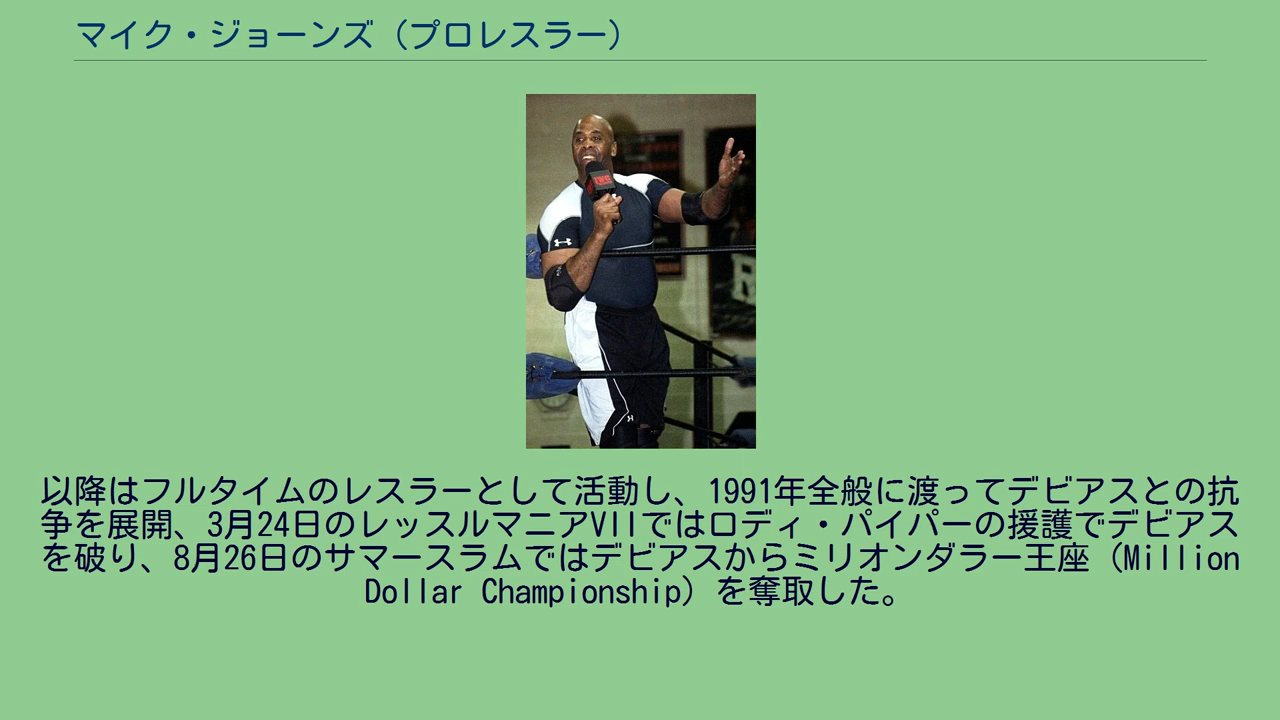 マイク・ジョーンズ（プロレスラー）
以降はフルタイムのレスラーとして活動し、1991年全般に渡ってデビアスとの抗
争を展開、3月24日のレッスルマニアVIIではロディ・パイパーの援護でデビアス
を破り、8月26日のサマースラムではデビアスからミリオンダラー王座（Million
Dollar Championship）を奪取した。